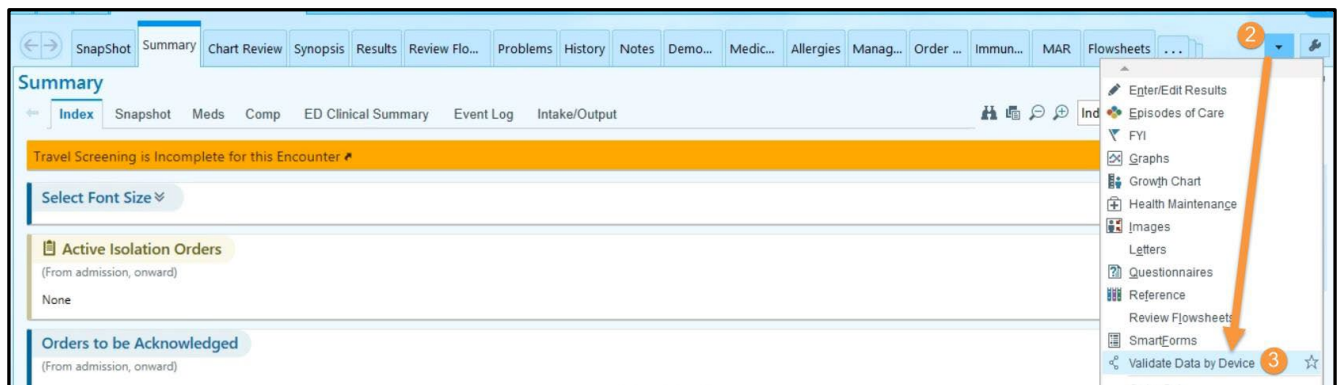 SnapShot Summary Chart Review Synopsis Results Review Flo... Problems History Notes Demo... Medic... Allergies Manag... Order ... Immun... MAR Flowsheets ... 2
Summary
Index Snapshot Meds Comp ED Clinical Summary Event Log Intake/Output Ind
Travel Screening is Incomplete for this Encounter
Select Font Size
Active Isolation Orders
(From admission, onward)
None
Orders to be Acknowledged
(From admission, onward)
Enter/Edit Results
Episodes of Care
FYI
Graphs
Growth Chart
Health Maintenance
Images
Letters
Questionnaires
Reference
Review Flowsheets
SmartForms
Validate Data by Device 3